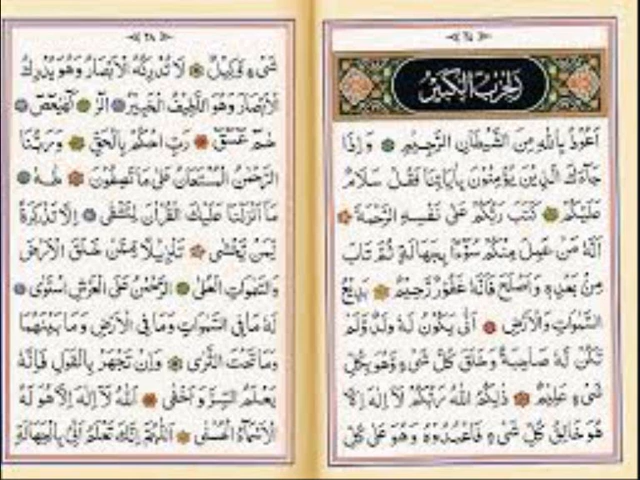 ﴿٢٤﴾
الحزب الكبير
أعوذ بالله من الشيطان الرجيم وإذا
جاءك الذين يؤمنون بآياتنا فقل سلام
عليكم كتب ربكم على نفسه الرحمة
أنه من عمل منكم سوءا بجهالة ثم تاب
من بعده وأصلح فأنه غفور رحيم بديع
السموات والأرض أنى يكون له ولد ولم
تكن له صاحبة وخلق كل شيء وهو بكل
شيء عليم ذلكم الله ربكم لا إله إلا
هو خالق كل شيء فاعبدوه وهو على كل
شيء وكيل لا تدركه الأبصار وهو يدرك
الأبصار وهو اللطيف الخبير الر كهيعص
حم عسق رب احكم بالحق وربنا
الرحمن المستعان على ما تصفون طه
ما أنزلنا عليك القرآن لتشقى إلا تذكرة
لمن يخشى تنزيلا ممن خلق الأرض
والسموات العلى الرحمن على العرش استوى
له ما في السموات وما في الأرض وما بينهما
وما تحت الثرى وإن تجهر بالقول فإنه
يعلم السر وأخفى الله لا إله إلا هو له
الأسماء الحسنى اللهم إنك تعلم أني بالجهالة